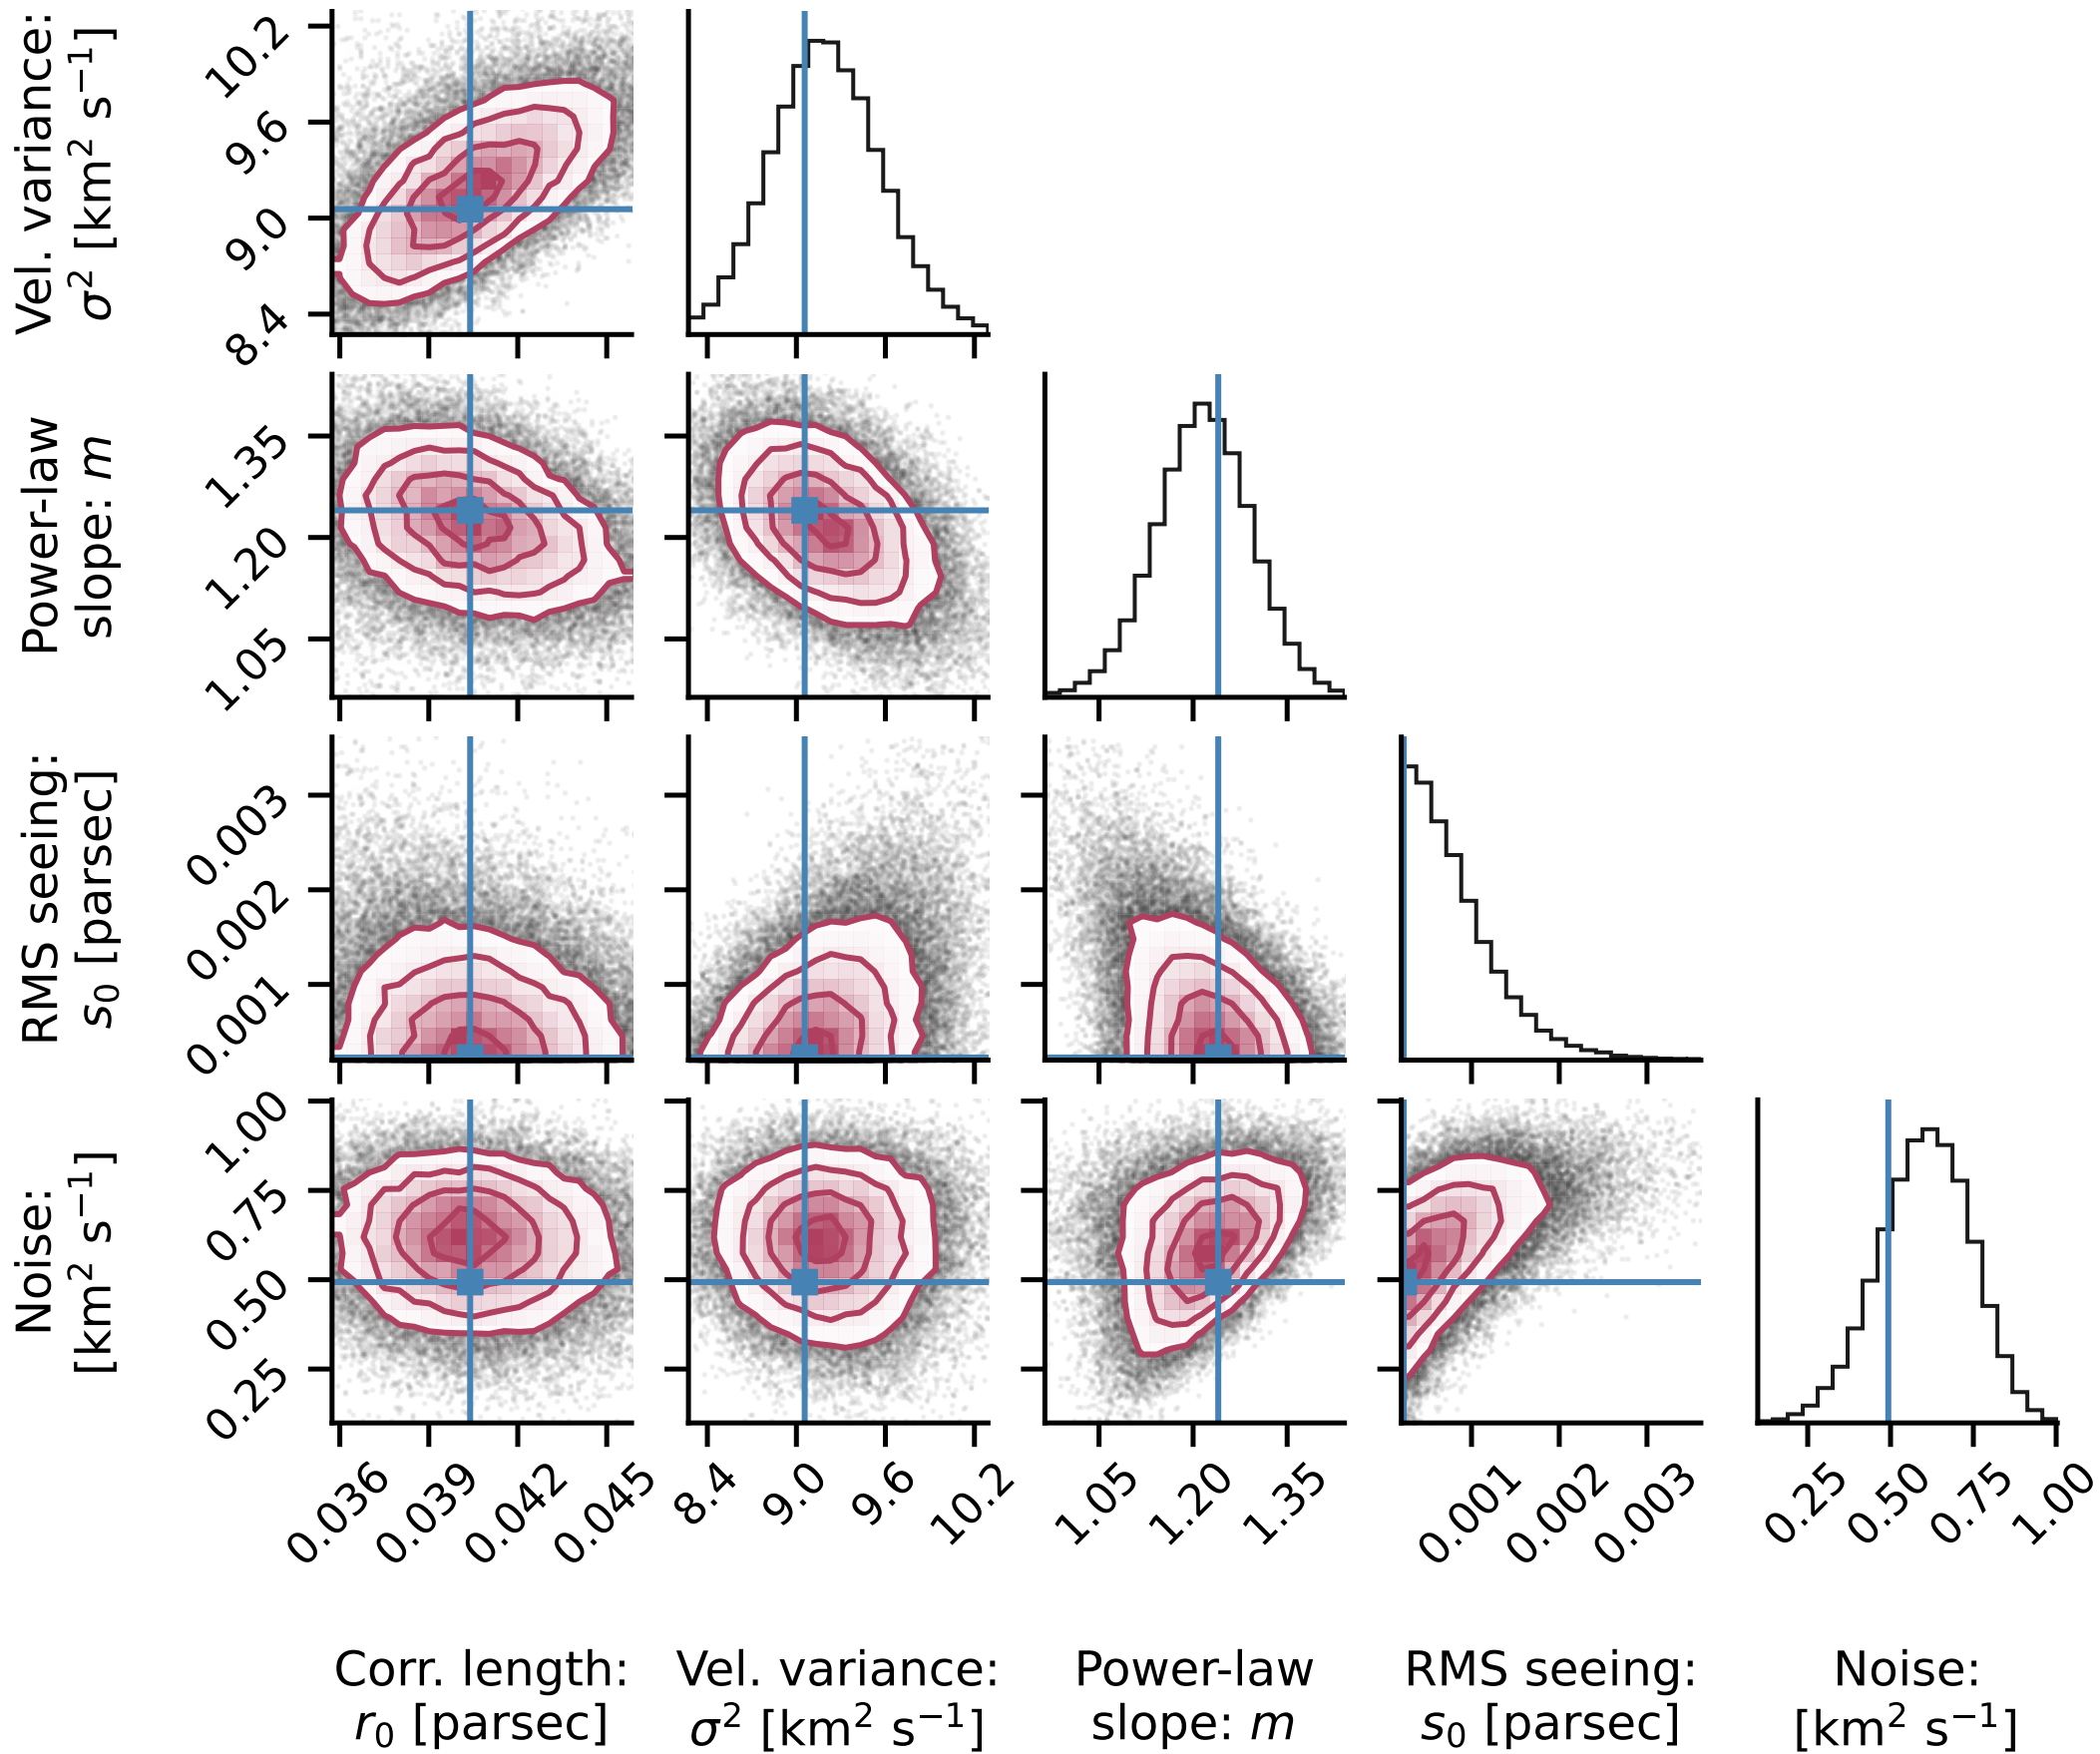 Vel. variance:
σ² [km² s⁻¹]
10.2
9.6
9.0
8.4
Power-law
slope: m
1.35
1.20
1.05
RMS seeing:
s₀ [parsec]
0.003
0.002
0.001
Noise:
[km² s⁻¹]
1.00
0.75
0.50
0.25
0.036 0.039 0.042 0.045 8.4 9.0 9.6 10.2 1.05 1.20 1.35 0.001 0.002 0.003 0.25 0.50 0.75 1.00
Corr. length: Vel. variance: Power-law RMS seeing: Noise:
r₀ [parsec] σ² [km² s⁻¹] slope: m s₀ [parsec] [km² s⁻¹]